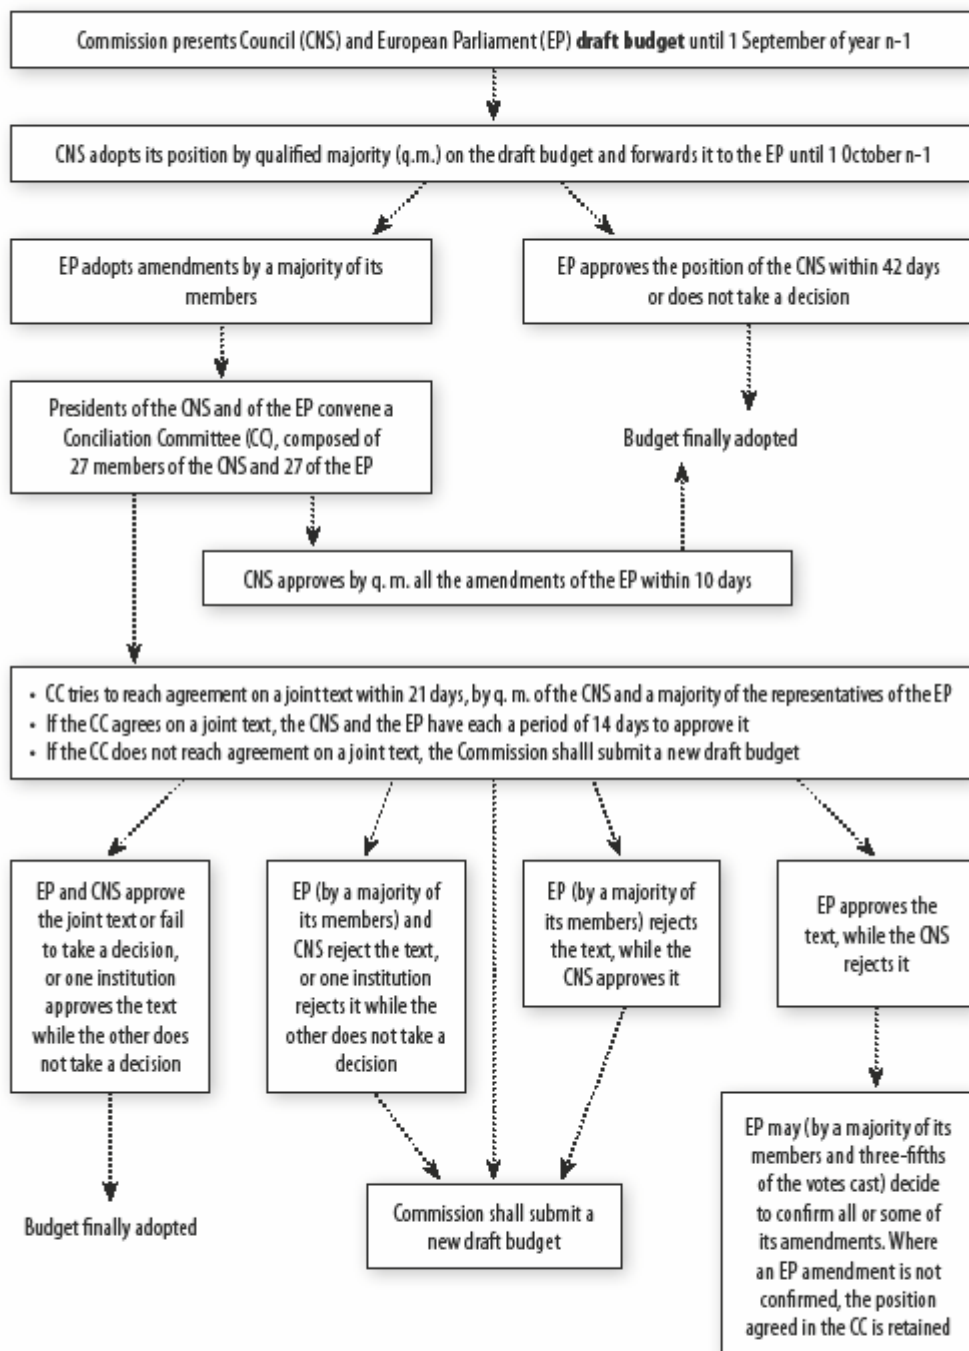 Commission presents Council (CNS) and European Parliament (EP) draft budget until 1 September of year n-1
CNS adopts its position by qualified majority (q.m.) on the draft budget and forwards it to the EP until 1 October n-1
EP adopts amendments by a majority of its
members
EP approves the position of the CNS within 42 days
or does not take a decision
Presidents of the CNS and of the EP convene a
Conciliation Committee (CC), composed of
27 members of the CNS and 27 of the EP
Budget finally adopted
CNS approves by q. m. all the amendments of the EP within 10 days
• CC tries to reach agreement on a joint text within 21 days, by q. m. of the CNS and a majority of the representatives of the EP
• If the CC agrees on a joint text, the CNS and the EP have each a period of 14 days to approve it
• If the CC does not reach agreement on a joint text, the Commission shalll submit a new draft budget
EP and CNS approve
the joint text or fail
to take a decision,
or one institution
approves the text
while the other does
not take a decision
EP (by a majority of
its members) and
CNS reject the text,
or one institution
rejects it while the
other does not take a
decision
EP (by a majority of
its members) rejects
the text, while the
CNS approves it
EP approves the
text, while the CNS
rejects it
Budget finally adopted
Commission shall submit a
new draft budget
EP may (by a majority of its
members and three-fifths
of the votes cast) decide
to confirm all or some of
its amendments. Where
an EP amendment is not
confirmed, the position
agreed in the CC is retained